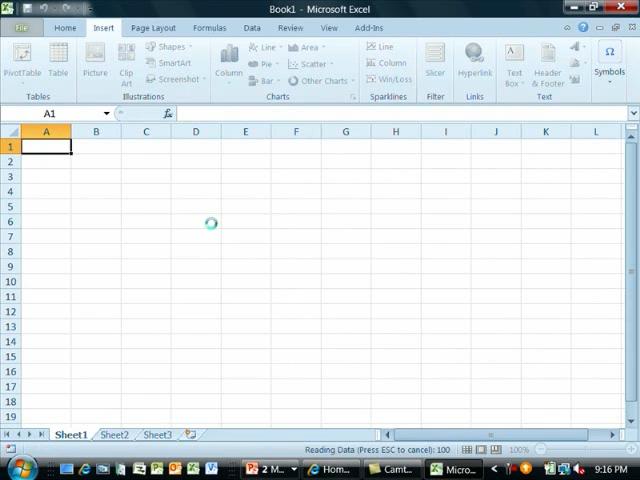 Book1 - Microsoft Excel
File Home Insert Page Layout Formulas Data Review View Add-Ins
PivotTable Table Picture Clip Art Shapes SmartArt Screenshot Column Line Pie Bar Area Scatter Other Charts Line Column Win/Loss Slicer Hyperlink Text Box Header & Footer Symbols
Tables Illustrations Charts Sparklines Filter Links Text
A1 fx
A B C D E F G H I J K L
1
2
3
4
5
6
7
8
9
10
11
12
13
14
15
16
17
18
19
Sheet1 Sheet2 Sheet3
Reading Data (Press ESC to cancel): 100 100%
2 M... Hom... Camt... Micro... 9:16 PM